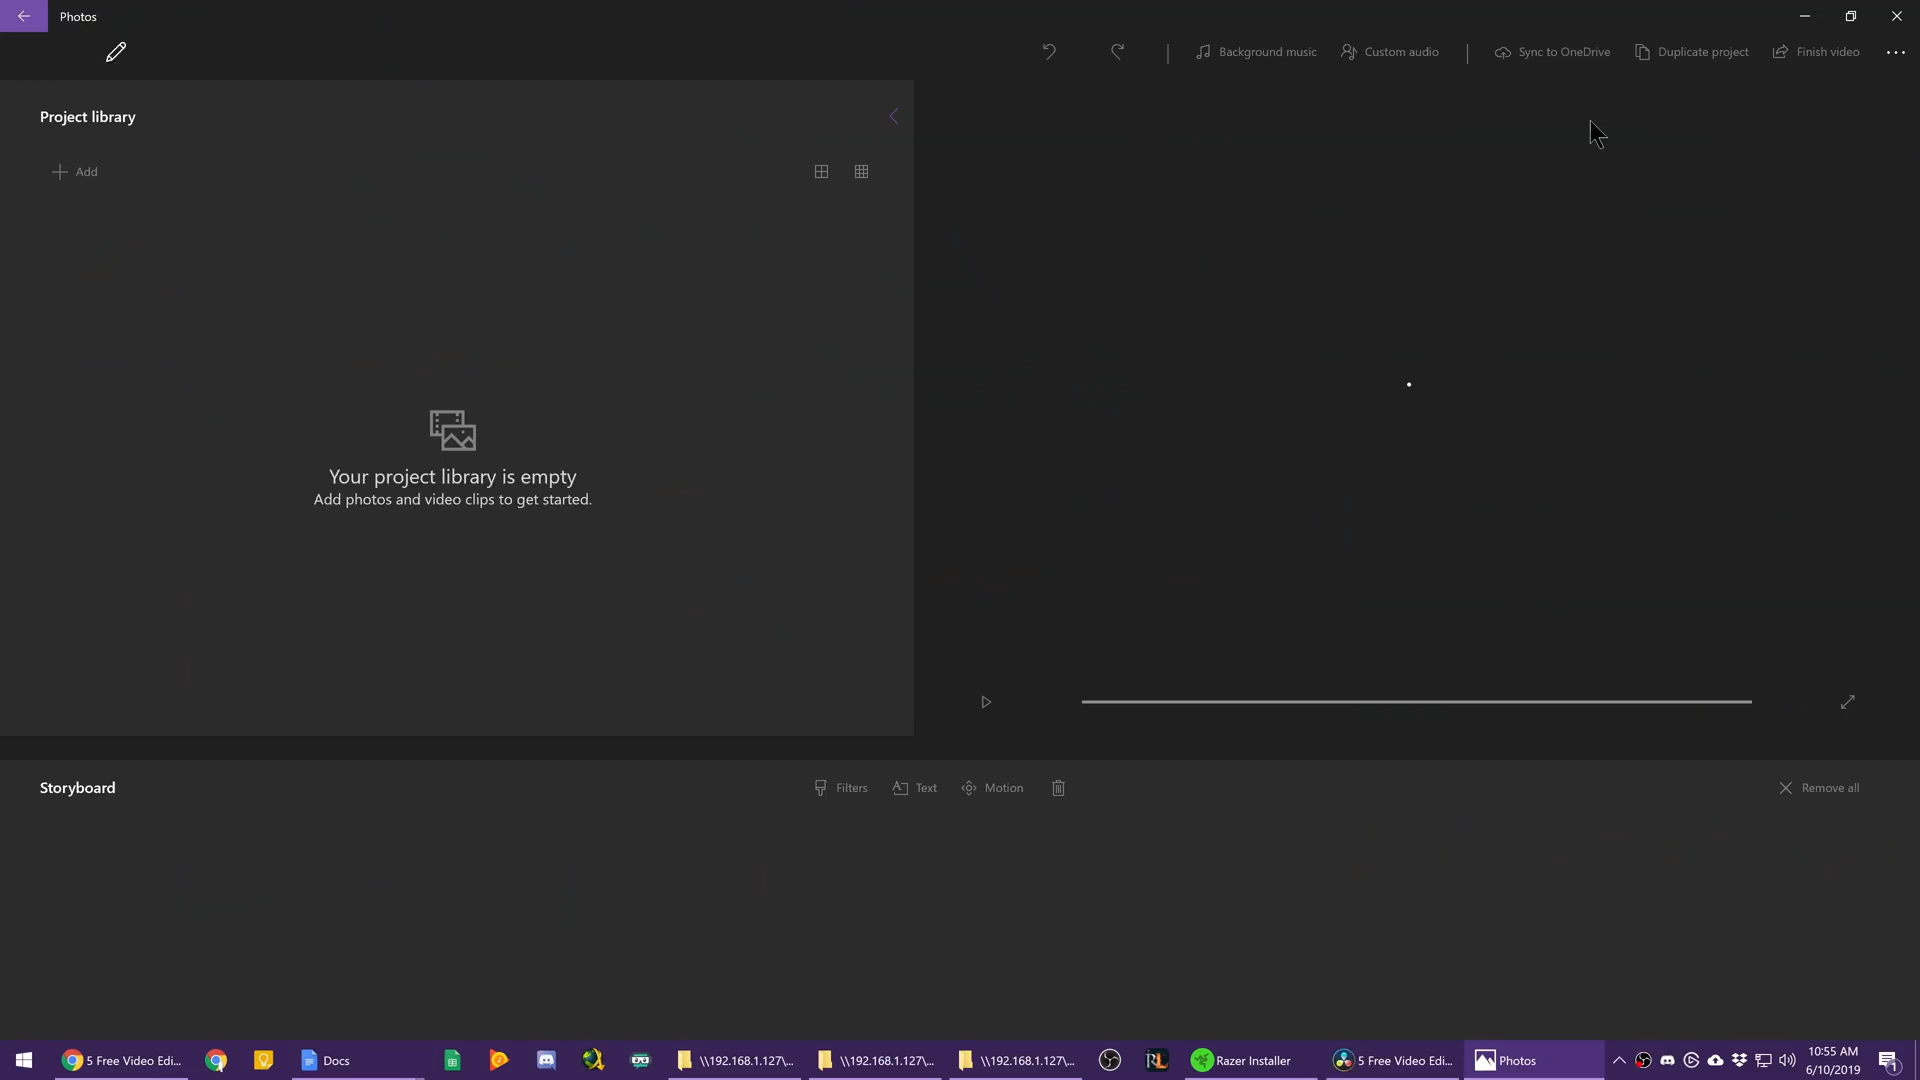 Photos
Background music
Custom audio
Sync to OneDrive
Duplicate project
Finish video
Project library
Add
Your project library is empty
Add photos and video clips to get started.
Storyboard
Filters
Text
Motion
Remove all
5 Free Video Edi...
Docs
\\192.168.1.127\...
\\192.168.1.127\...
\\192.168.1.127\...
RL
Razer Installer
5 Free Video Edi...
Photos
10:55 AM
6/10/2019
1